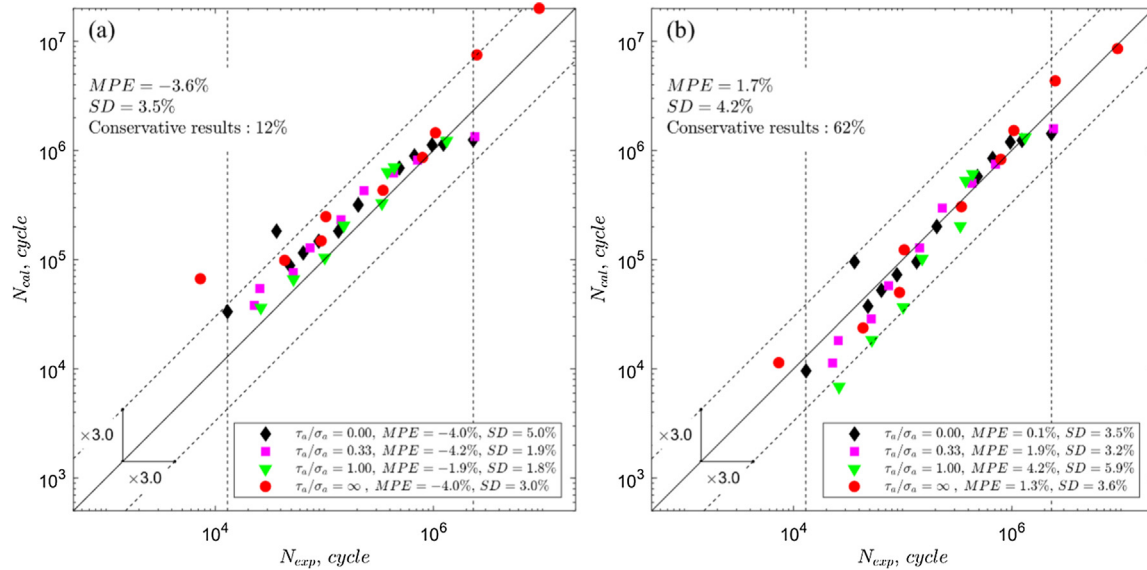 (a)
MPE = −3.6%
SD = 3.5%
Conservative results : 12%
10^7
10^6
10^5
10^4
10^3
N_cal, cycle
×3.0
×3.0
τ_a/σ_a = 0.00, MPE = −4.0%, SD = 5.0%
τ_a/σ_a = 0.33, MPE = −4.2%, SD = 1.9%
τ_a/σ_a = 1.00, MPE = −1.9%, SD = 1.8%
τ_a/σ_a = ∞ , MPE = −4.0%, SD = 3.0%
10^4
10^6
N_exp, cycle
(b)
MPE = 1.7%
SD = 4.2%
Conservative results : 62%
10^7
10^6
10^5
10^4
10^3
N_cal, cycle
×3.0
×3.0
τ_a/σ_a = 0.00, MPE = 0.1%, SD = 3.5%
τ_a/σ_a = 0.33, MPE = 1.9%, SD = 3.2%
τ_a/σ_a = 1.00, MPE = 4.2%, SD = 5.9%
τ_a/σ_a = ∞ , MPE = 1.3%, SD = 3.6%
10^4
10^6
N_exp, cycle